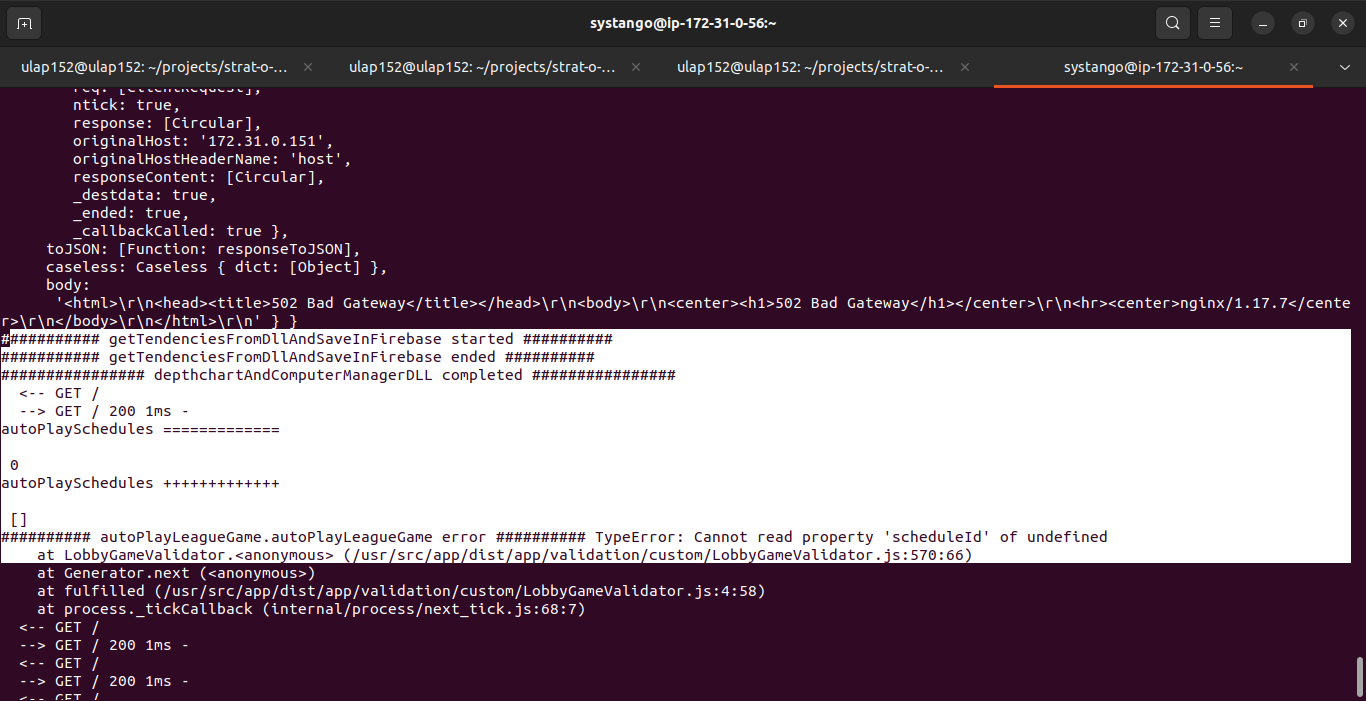 systango@ip-172-31-0-56:~
ulap152@ulap152: ~/projects/strat-o-... × ulap152@ulap152: ~/projects/strat-o-... × ulap152@ulap152: ~/projects/strat-o-... × systango@ip-172-31-0-56:~ ×
req: [ClientRequest],
ntick: true,
response: [Circular],
originalHost: '172.31.0.151',
originalHostHeaderName: 'host',
responseContent: [Circular],
_destdata: true,
_ended: true,
_callbackCalled: true },
toJSON: [Function: responseToJSON],
caseless: Caseless { dict: [Object] },
body:
'<html>\r\n<head><title>502 Bad Gateway</title></head>\r\n<body>\r\n<center><h1>502 Bad Gateway</h1></center>\r\n<hr><center>nginx/1.17.7</cente
r>\r\n</body>\r\n</html>\r\n' } }
########### getTendenciesFromDllAndSaveInFirebase started ##########
########### getTendenciesFromDllAndSaveInFirebase ended ##########
################ depthchartAndComputerManagerDLL completed ################
<-- GET /
--> GET / 200 1ms -
autoPlaySchedules =============
0
autoPlaySchedules +++++++++++++
[]
########## autoPlayLeagueGame.autoPlayLeagueGame error ########## TypeError: Cannot read property 'scheduleId' of undefined
at LobbyGameValidator.<anonymous> (/usr/src/app/dist/app/validation/custom/LobbyGameValidator.js:570:66)
at Generator.next (<anonymous>)
at fulfilled (/usr/src/app/dist/app/validation/custom/LobbyGameValidator.js:4:58)
at process._tickCallback (internal/process/next_tick.js:68:7)
<-- GET /
--> GET / 200 1ms -
<-- GET /
--> GET / 200 1ms -
<-- GET /